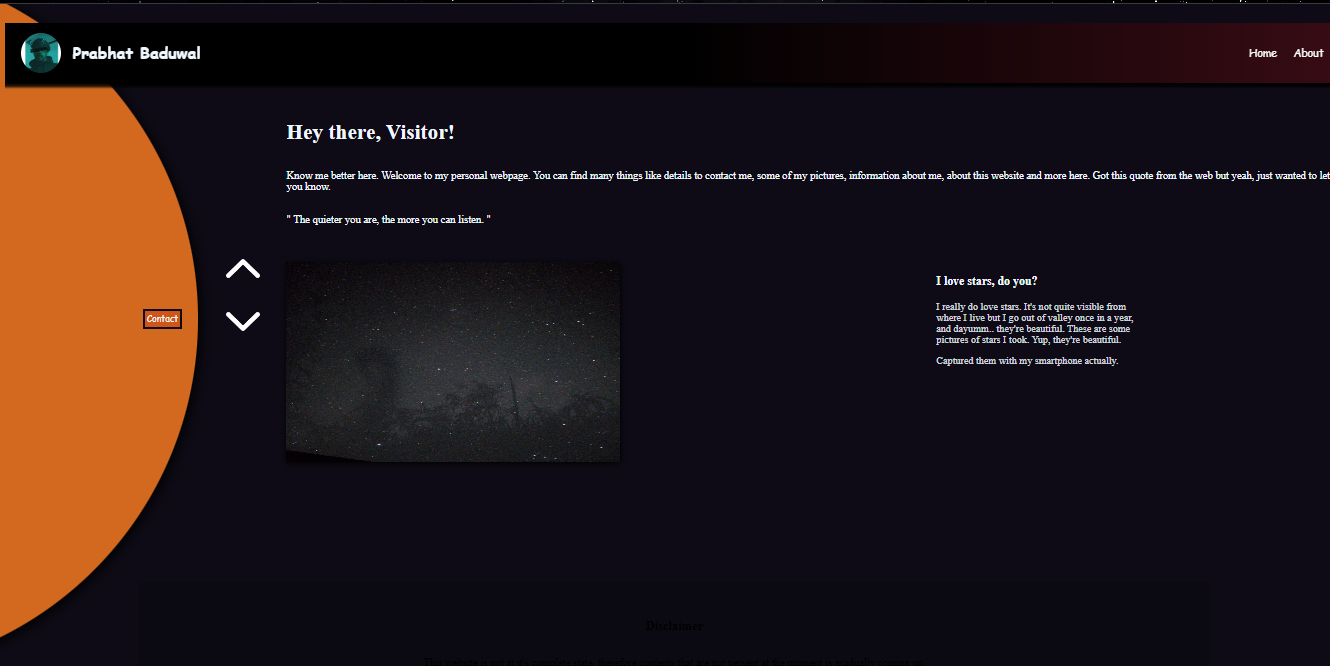 Prabhat Baduwal
Home About
Hey there, Visitor!
Know me better here. Welcome to my personal webpage. You can find many things like details to contact me, some of my pictures, information about me, about this website and more here. Got this quote from the web but yeah, just wanted to let
you know.
" The quieter you are, the more you can listen. "
I love stars, do you?
I really do love stars. It's not quite visible from
where I live but I go out of valley once in a year,
and dayumm.. they're beautiful. These are some
pictures of stars I took. Yup, they're beautiful.
Captured them with my smartphone actually.
Contact
Disclaimer